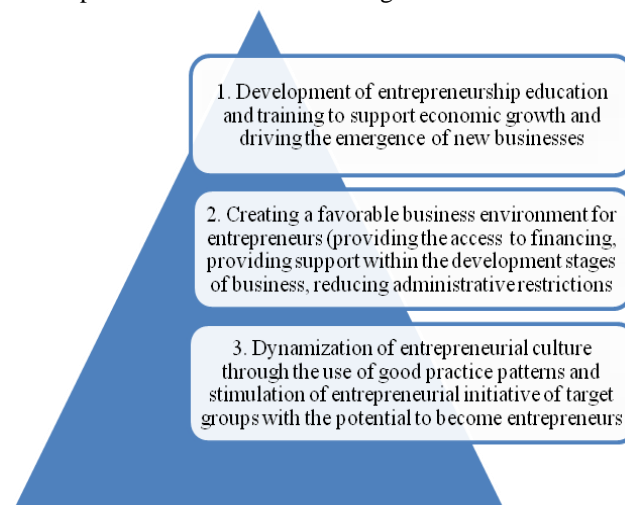 1. Development of entrepreneurship education
and training to support economic growth and
driving the emergence of new businesses
2. Creating a favorable business environment for
entrepreneurs (providing the access to financing,
providing support within the development stages
of business, reducing administrative restrictions
3. Dynamization of entrepreneurial culture
through the use of good practice patterns and
stimulation of entrepreneurial initiative of target
groups with the potential to become entrepreneurs